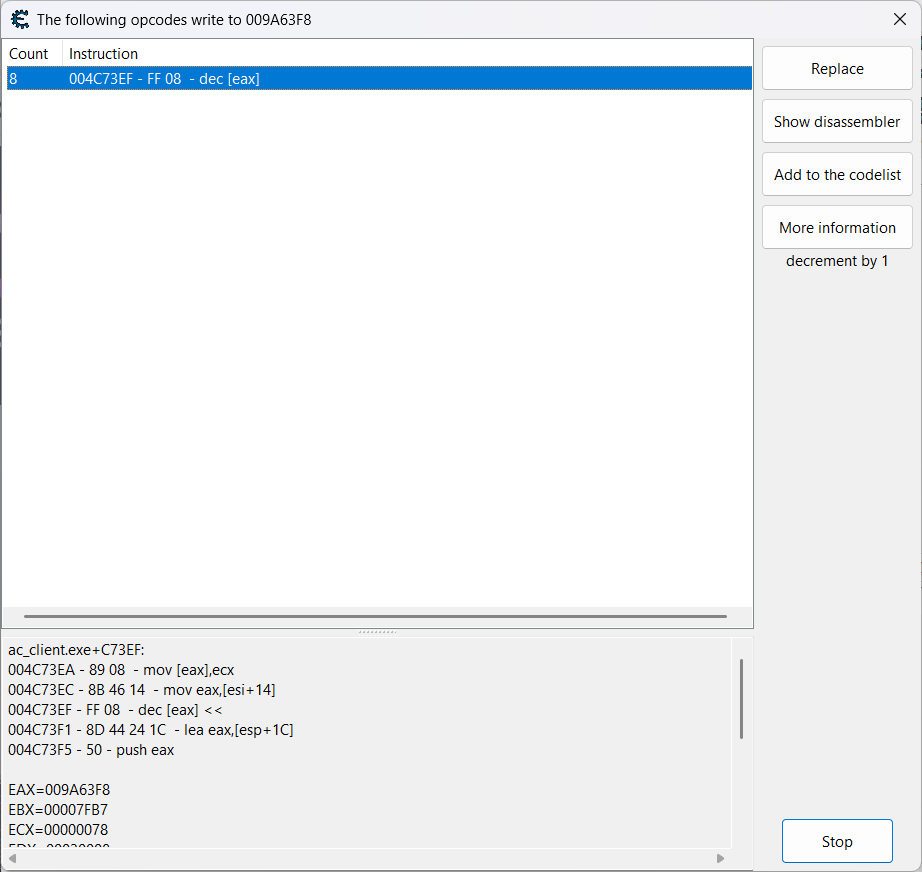 The following opcodes write to 009A63F8
Count Instruction
8 004C73EF - FF 08 - dec [eax]
Replace
Show disassembler
Add to the codelist
More information
decrement by 1
ac_client.exe+C73EF:
004C73EA - 89 08 - mov [eax],ecx
004C73EC - 8B 46 14 - mov eax,[esi+14]
004C73EF - FF 08 - dec [eax] <<
004C73F1 - 8D 44 24 1C - lea eax,[esp+1C]
004C73F5 - 50 - push eax
EAX=009A63F8
EBX=00007FB7
ECX=00000078
Stop